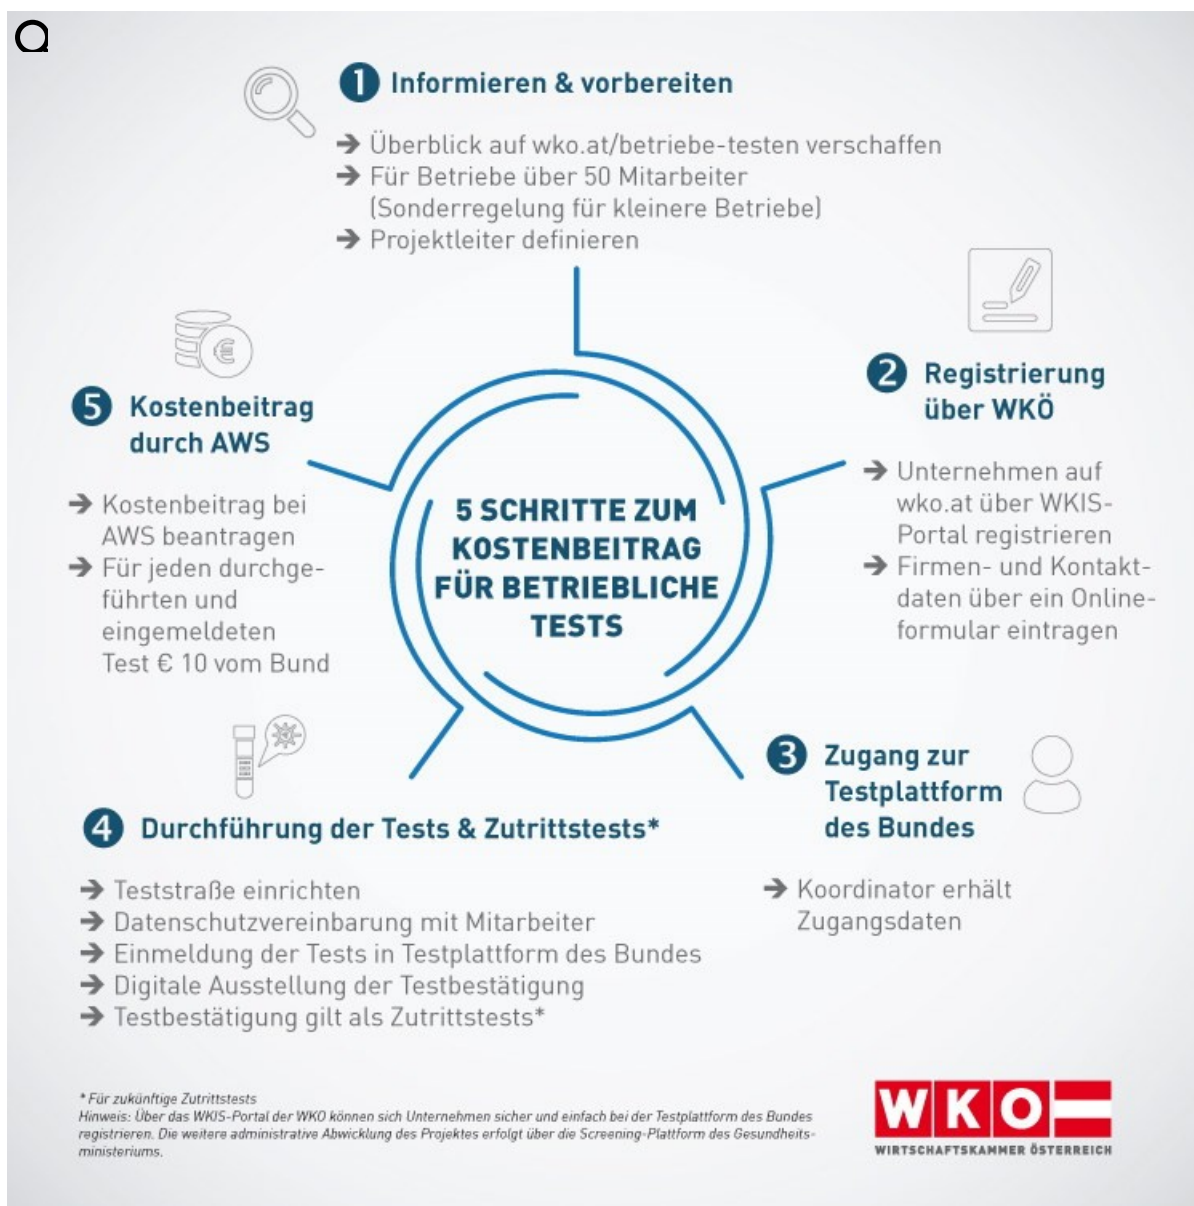 1 Informieren & vorbereiten
→ Überblick auf wko.at/betriebe-testen verschaffen
→ Für Betriebe über 50 Mitarbeiter
(Sonderregelung für kleinere Betriebe)
→ Projektleiter definieren
2 Registrierung
über WKÖ
→ Unternehmen auf
wko.at über WKIS-
Portal registrieren
→ Firmen- und Kontakt-
daten über ein Online-
formular eintragen
3 Zugang zur
Testplattform
des Bundes
→ Koordinator erhält
Zugangsdaten
4 Durchführung der Tests & Zutrittstests*
→ Teststraße einrichten
→ Datenschutzvereinbarung mit Mitarbeiter
→ Einmeldung der Tests in Testplattform des Bundes
→ Digitale Ausstellung der Testbestätigung
→ Testbestätigung gilt als Zutrittstests*
5 Kostenbeitrag
durch AWS
→ Kostenbeitrag bei
AWS beantragen
→ Für jeden durchge-
führten und
eingemeldeten
Test € 10 vom Bund
5 SCHRITTE ZUM
KOSTENBEITRAG
FÜR BETRIEBLICHE
TESTS
* Für zukünftige Zutrittstests
Hinweis: Über das WKIS-Portal der WKO können sich Unternehmen sicher und einfach bei der Testplattform des Bundes
registrieren. Die weitere administrative Abwicklung des Projektes erfolgt über die Screening-Plattform des Gesundheits-
ministeriums.
WKO
WIRTSCHAFTSKAMMER ÖSTERREICH